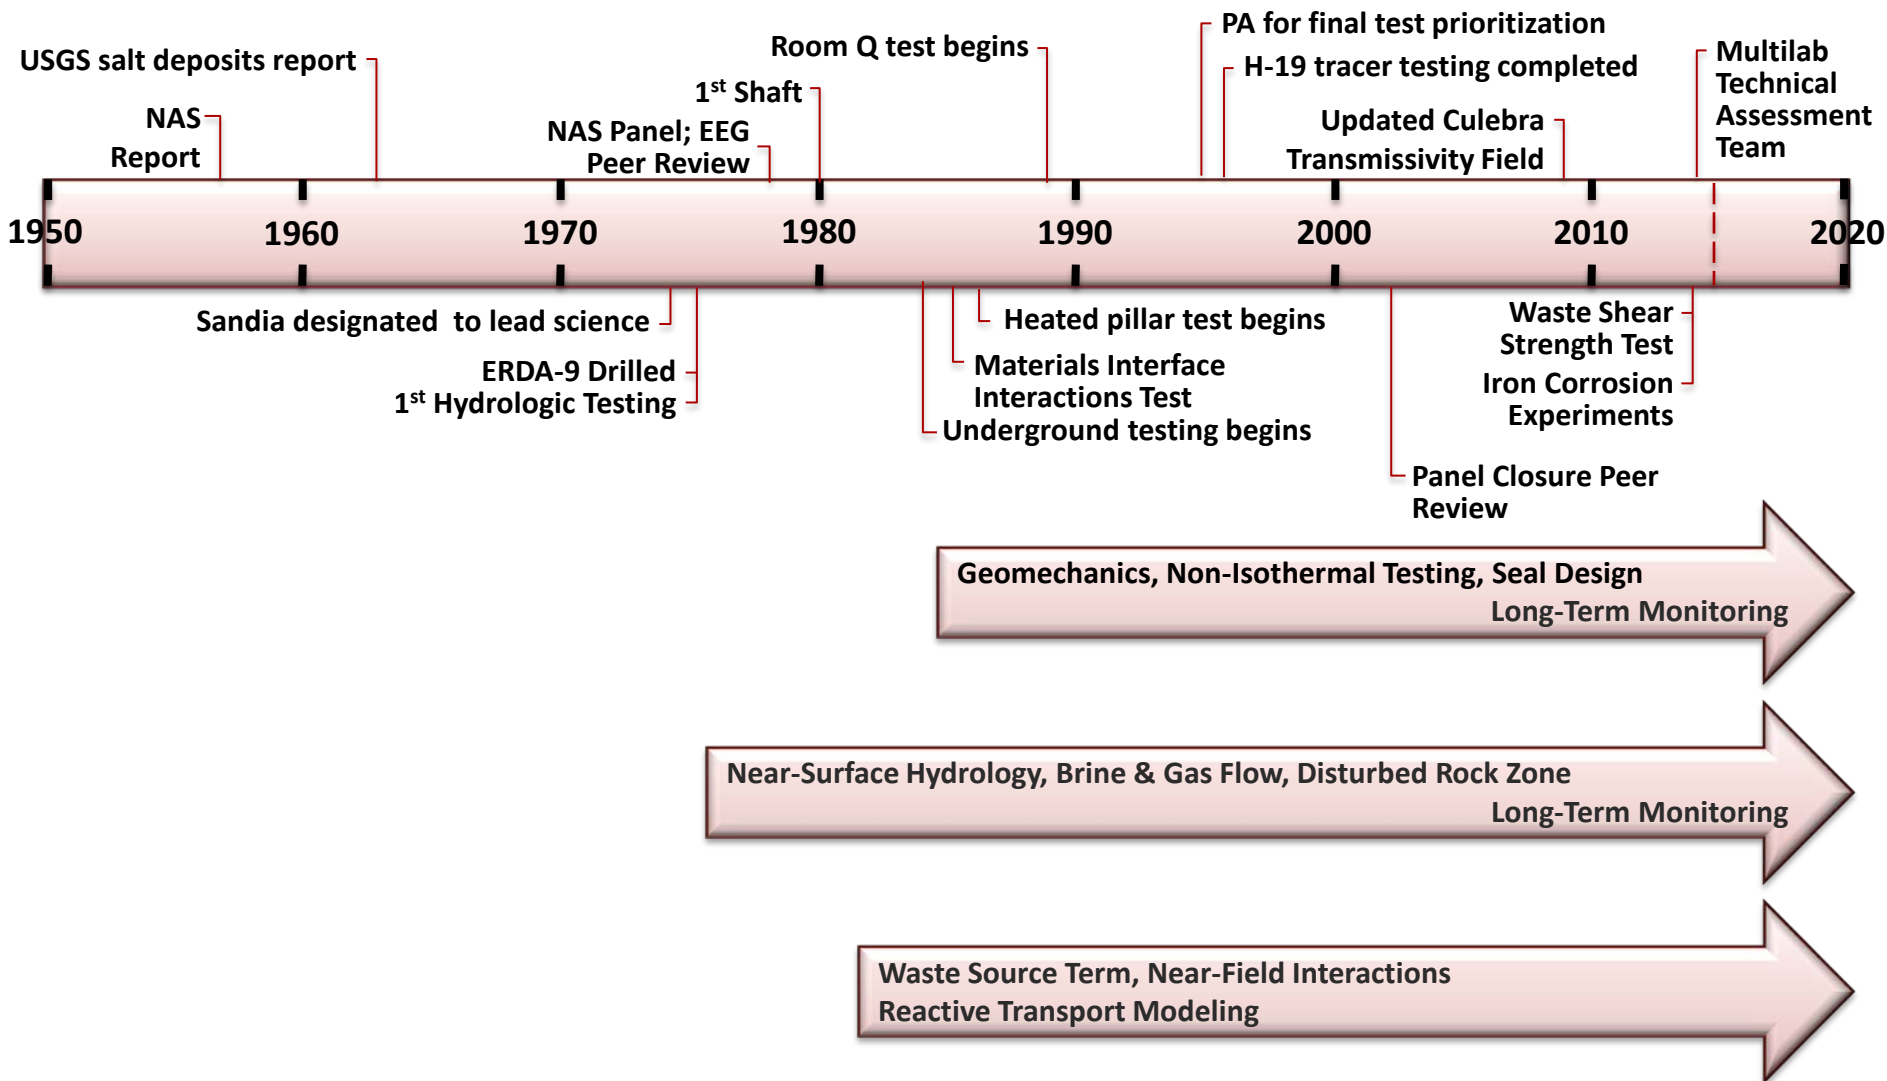 USGS salt deposits report
NAS
Report
Room Q test begins
1st Shaft
NAS Panel; EEG
Peer Review
PA for final test prioritization
H-19 tracer testing completed
Updated Culebra
Transmissivity Field
Multilab
Technical
Assessment
Team
1950 1960 1970 1980 1990 2000 2010 2020
Sandia designated to lead science
ERDA-9 Drilled
1st Hydrologic Testing
Heated pillar test begins
Materials Interface
Interactions Test
Underground testing begins
Waste Shear
Strength Test
Iron Corrosion
Experiments
Panel Closure Peer
Review
Geomechanics, Non-Isothermal Testing, Seal Design
Long-Term Monitoring
Near-Surface Hydrology, Brine & Gas Flow, Disturbed Rock Zone
Long-Term Monitoring
Waste Source Term, Near-Field Interactions
Reactive Transport Modeling